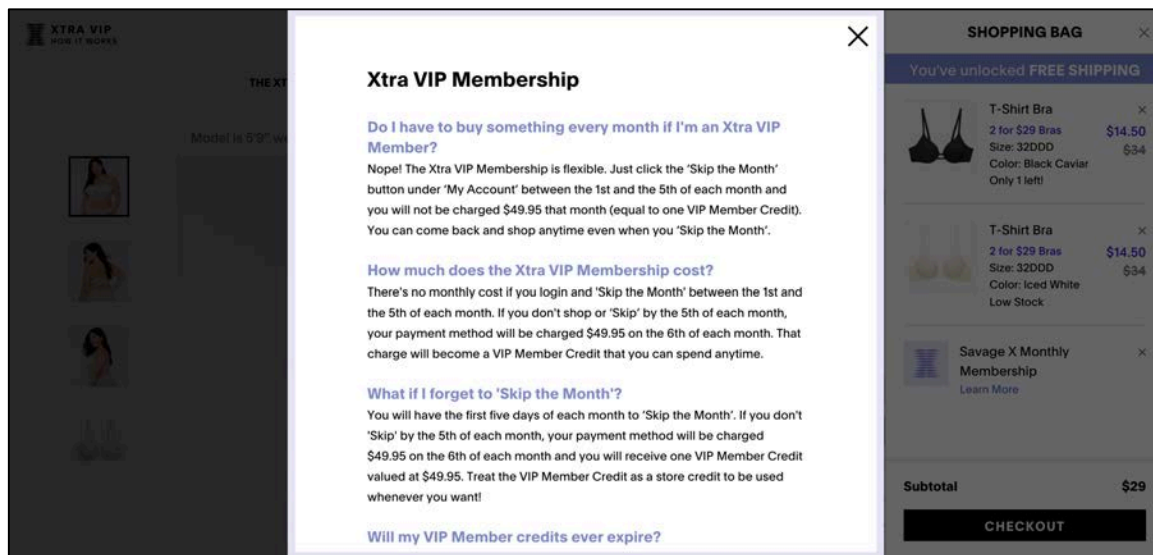 XTRA VIP
HOW IT WORKS
THE XT
Model is 5'9" we
Xtra VIP Membership
Do I have to buy something every month if I'm an Xtra VIP
Member?
Nope! The Xtra VIP Membership is flexible. Just click the 'Skip the Month'
button under 'My Account' between the 1st and the 5th of each month and
you will not be charged $49.95 that month (equal to one VIP Member Credit).
You can come back and shop anytime even when you 'Skip the Month'.
How much does the Xtra VIP Membership cost?
There's no monthly cost if you login and 'Skip the Month' between the 1st and
the 5th of each month. If you don't shop or 'Skip' by the 5th of each month,
your payment method will be charged $49.95 on the 6th of each month. That
charge will become a VIP Member Credit that you can spend anytime.
What if I forget to 'Skip the Month'?
You will have the first five days of each month to 'Skip the Month'. If you don't
'Skip' by the 5th of each month, your payment method will be charged
$49.95 on the 6th of each month and you will receive one VIP Member Credit
valued at $49.95. Treat the VIP Member Credit as a store credit to be used
whenever you want!
Will my VIP Member credits ever expire?
SHOPPING BAG
You've unlocked FREE SHIPPING
T-Shirt Bra
2 for $29 Bras $14.50
Size: 32DDD $34
Color: Black Caviar
Only 1 left!
T-Shirt Bra
2 for $29 Bras $14.50
Size: 32DDD $34
Color: Iced White
Low Stock
Savage X Monthly
Membership
Learn More
Subtotal $29
CHECKOUT